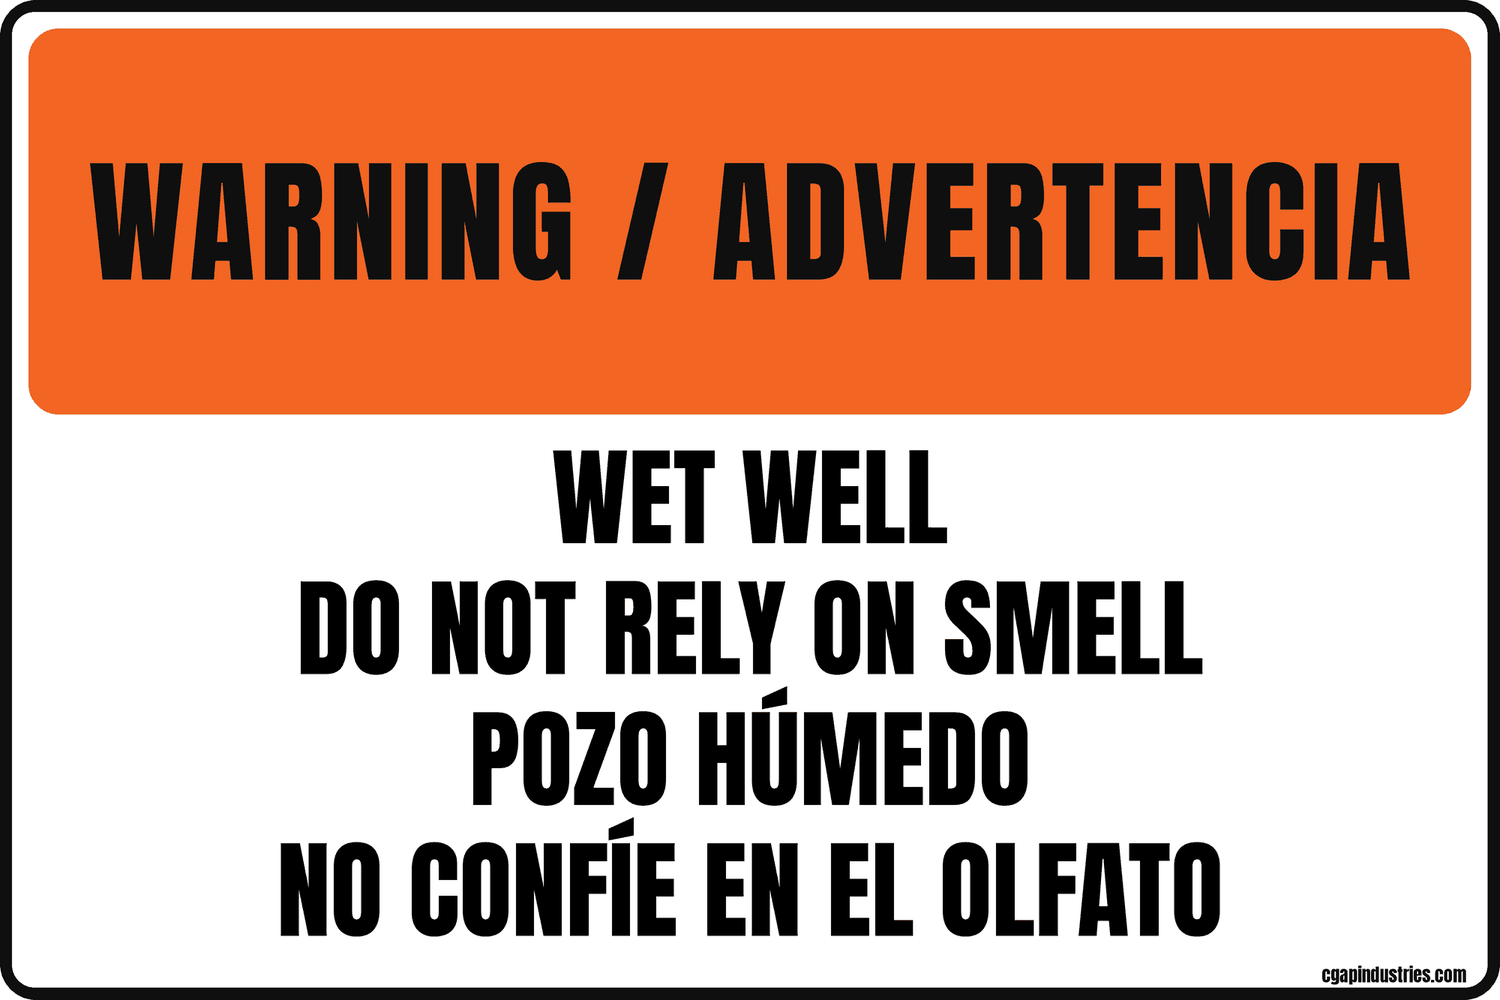 WARNING / ADVERTENCIA
WET WELL
DO NOT RELY ON SMELL
POZO HÚMEDO
NO CONFÍE EN EL OLFATO
cgapindustries.com